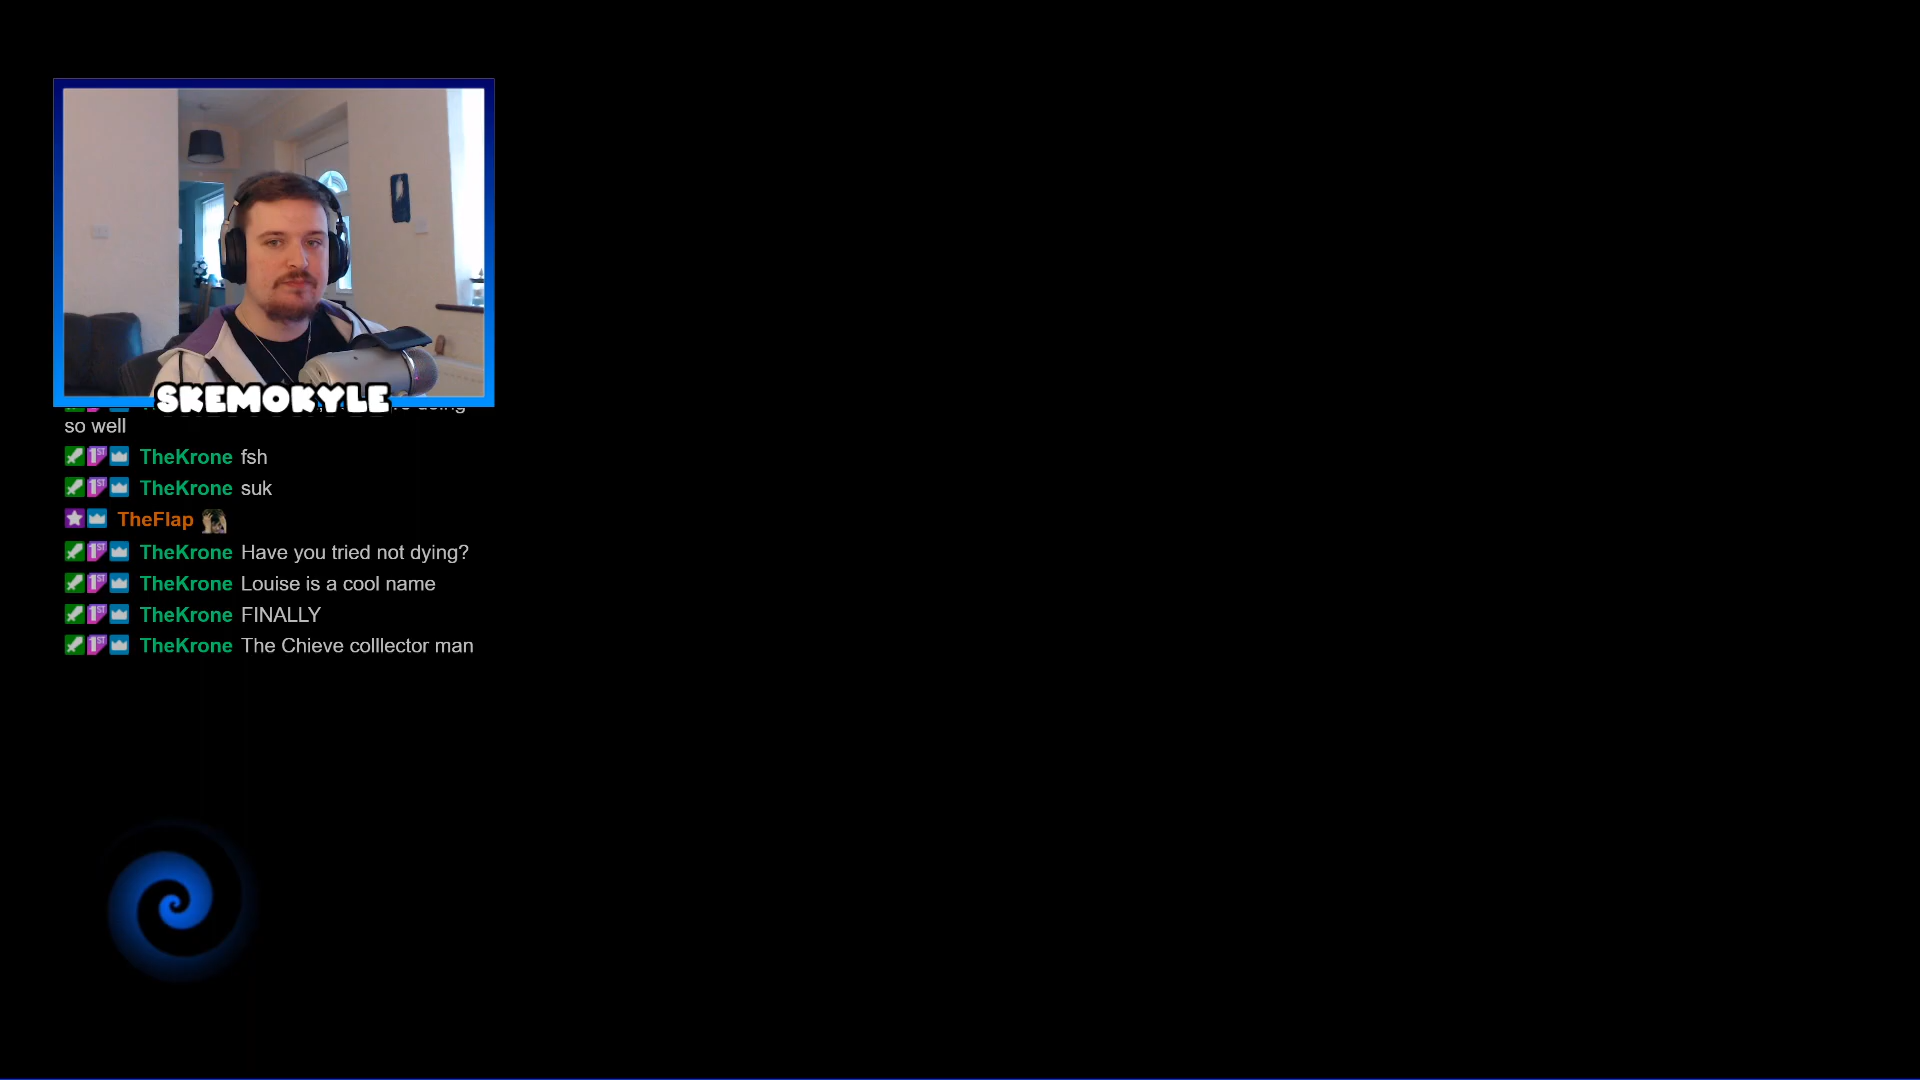 SKEMOKYLE
so well
TheKrone fsh
TheKrone suk
TheFlap
TheKrone Have you tried not dying?
TheKrone Louise is a cool name
TheKrone FINALLY
TheKrone The Chieve colllector man